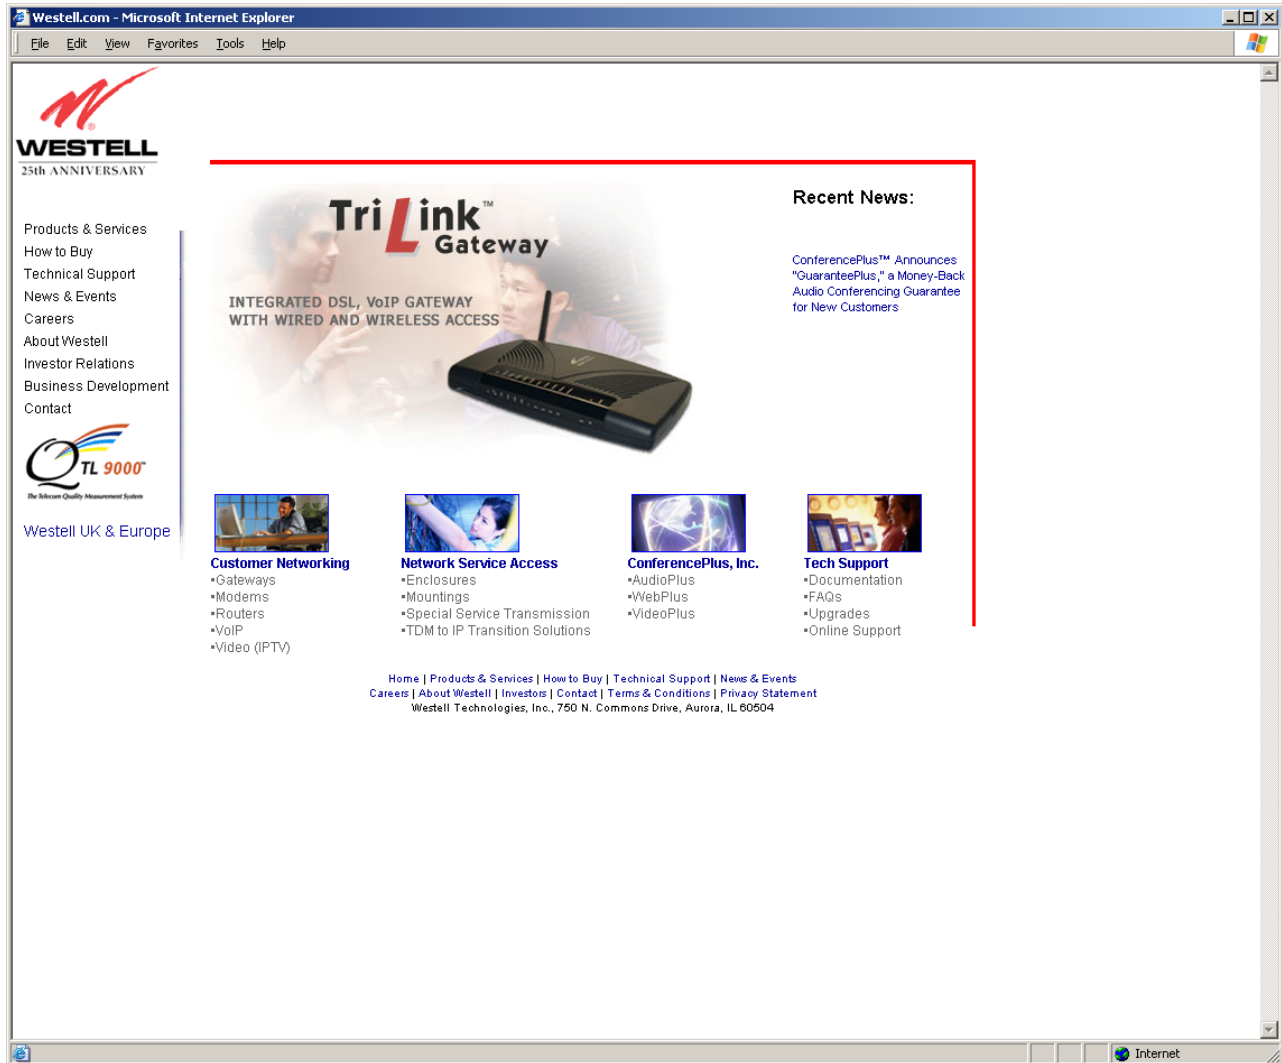 Westell.com - Microsoft Internet Explorer
File Edit View Favorites Tools Help
WESTELL
25th ANNIVERSARY
Products & Services
How to Buy
Technical Support
News & Events
Careers
About Westell
Investor Relations
Business Development
Contact
TL 9000™
The Telecom Quality Measurement System
Westell UK & Europe
TriLink™
Gateway
INTEGRATED DSL, VoIP GATEWAY
WITH WIRED AND WIRELESS ACCESS
Recent News:
ConferencePlus™ Announces
"GuaranteePlus," a Money-Back
Audio Conferencing Guarantee
for New Customers
Customer Networking
▪Gateways
▪Modems
▪Routers
▪VoIP
▪Video (IPTV)
Network Service Access
▪Enclosures
▪Mountings
▪Special Service Transmission
▪TDM to IP Transition Solutions
ConferencePlus, Inc.
▪AudioPlus
▪WebPlus
▪VideoPlus
Tech Support
▪Documentation
▪FAQs
▪Upgrades
▪Online Support
Home | Products & Services | How to Buy | Technical Support | News & Events
Careers | About Westell | Investors | Contact | Terms & Conditions | Privacy Statement
Westell Technologies, Inc., 750 N. Commons Drive, Aurora, IL 60504
Internet